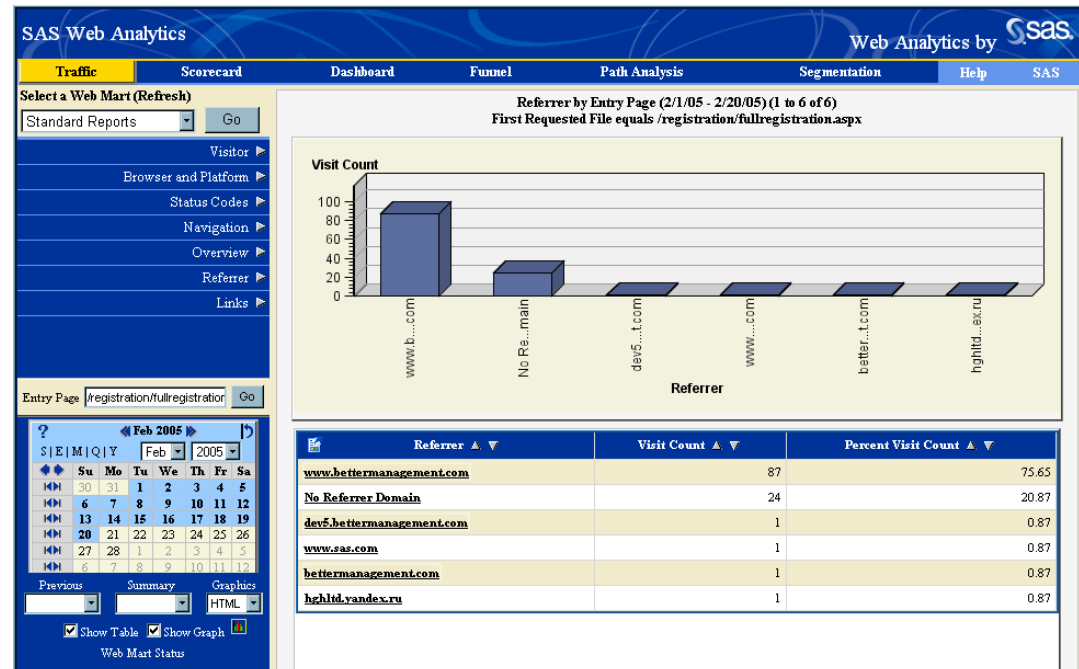 SAS Web Analytics
Web Analytics by Ssas.
Traffic Scorecard Dashboard Funnel Path Analysis Segmentation Help SAS
Select a Web Mart (Refresh)
Standard Reports Go
Visitor
Browser and Platform
Status Codes
Navigation
Overview
Referrer
Links
Entry Page /registration/fullregistration Go
? Feb 2005
S | E | M | Q | Y Feb 2005
Su Mo Tu We Th Fr Sa
30 31 1 2 3 4 5
6 7 8 9 10 11 12
13 14 15 16 17 18 19
20 21 22 23 24 25 26
27 28 1 2 3 4 5
6 7 8 9 10 11 12
Previous Summary Graphics
HTML
Show Table Show Graph
Web Mart Status
Referrer by Entry Page (2/1/05 - 2/20/05) (1 to 6 of 6)
First Requested File equals /registration/fullregistration.aspx
Visit Count
100
80
60
40
20
0
www.b....com
No Re...main
dev5....t.com
www....com
better...t.com
hghltd...ex.ru
Referrer
Referrer Visit Count Percent Visit Count
www.bettermanagement.com 87 75.65
No Referrer Domain 24 20.87
dev5.bettermanagement.com 1 0.87
www.sas.com 1 0.87
bettermanagement.com 1 0.87
hghltd.yandex.ru 1 0.87